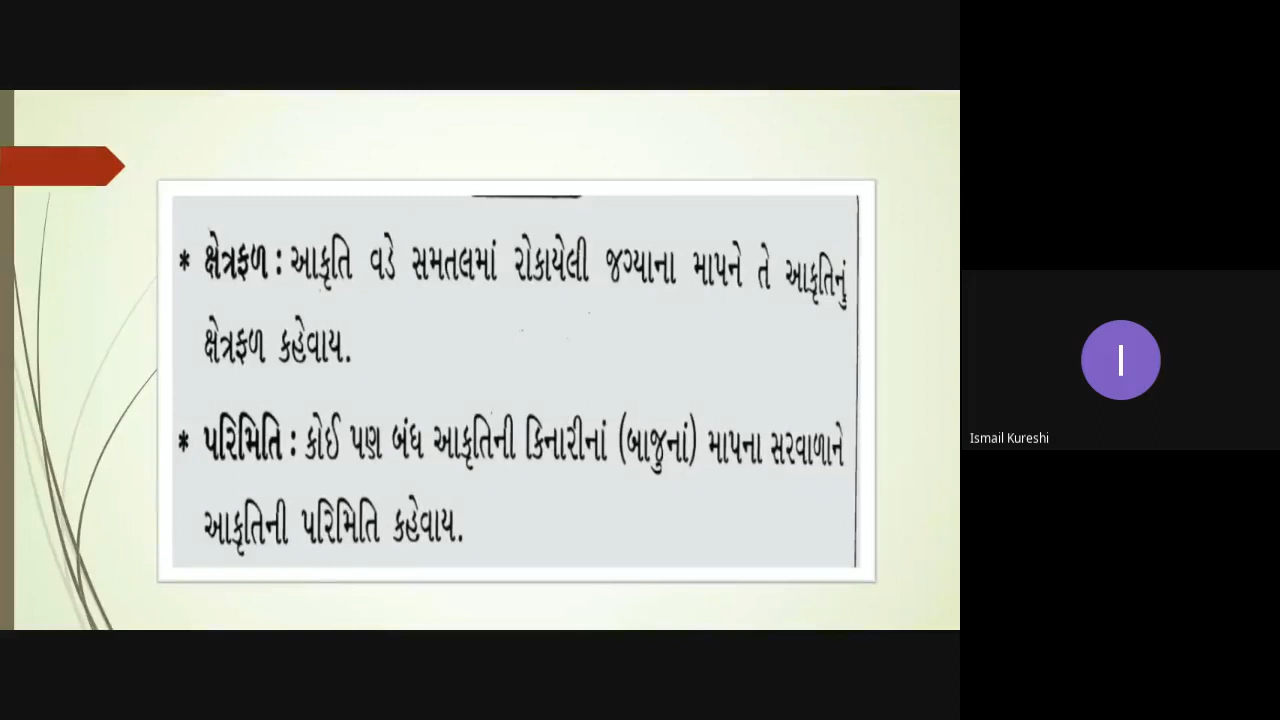 * ક્ષેત્રફળ : આકૃતિ વડે સમતલમાં રોકાયેલી જગ્યાના માપને તે આકૃતિનું
ક્ષેત્રફળ કહેવાય.
* પરિમિતિ : કોઈ પણ બંધ આકૃતિની કિનારીનાં (બાજુનાં) માપના સરવાળાને
આકૃતિની પરિમિતિ કહેવાય.
I
Ismail Kureshi